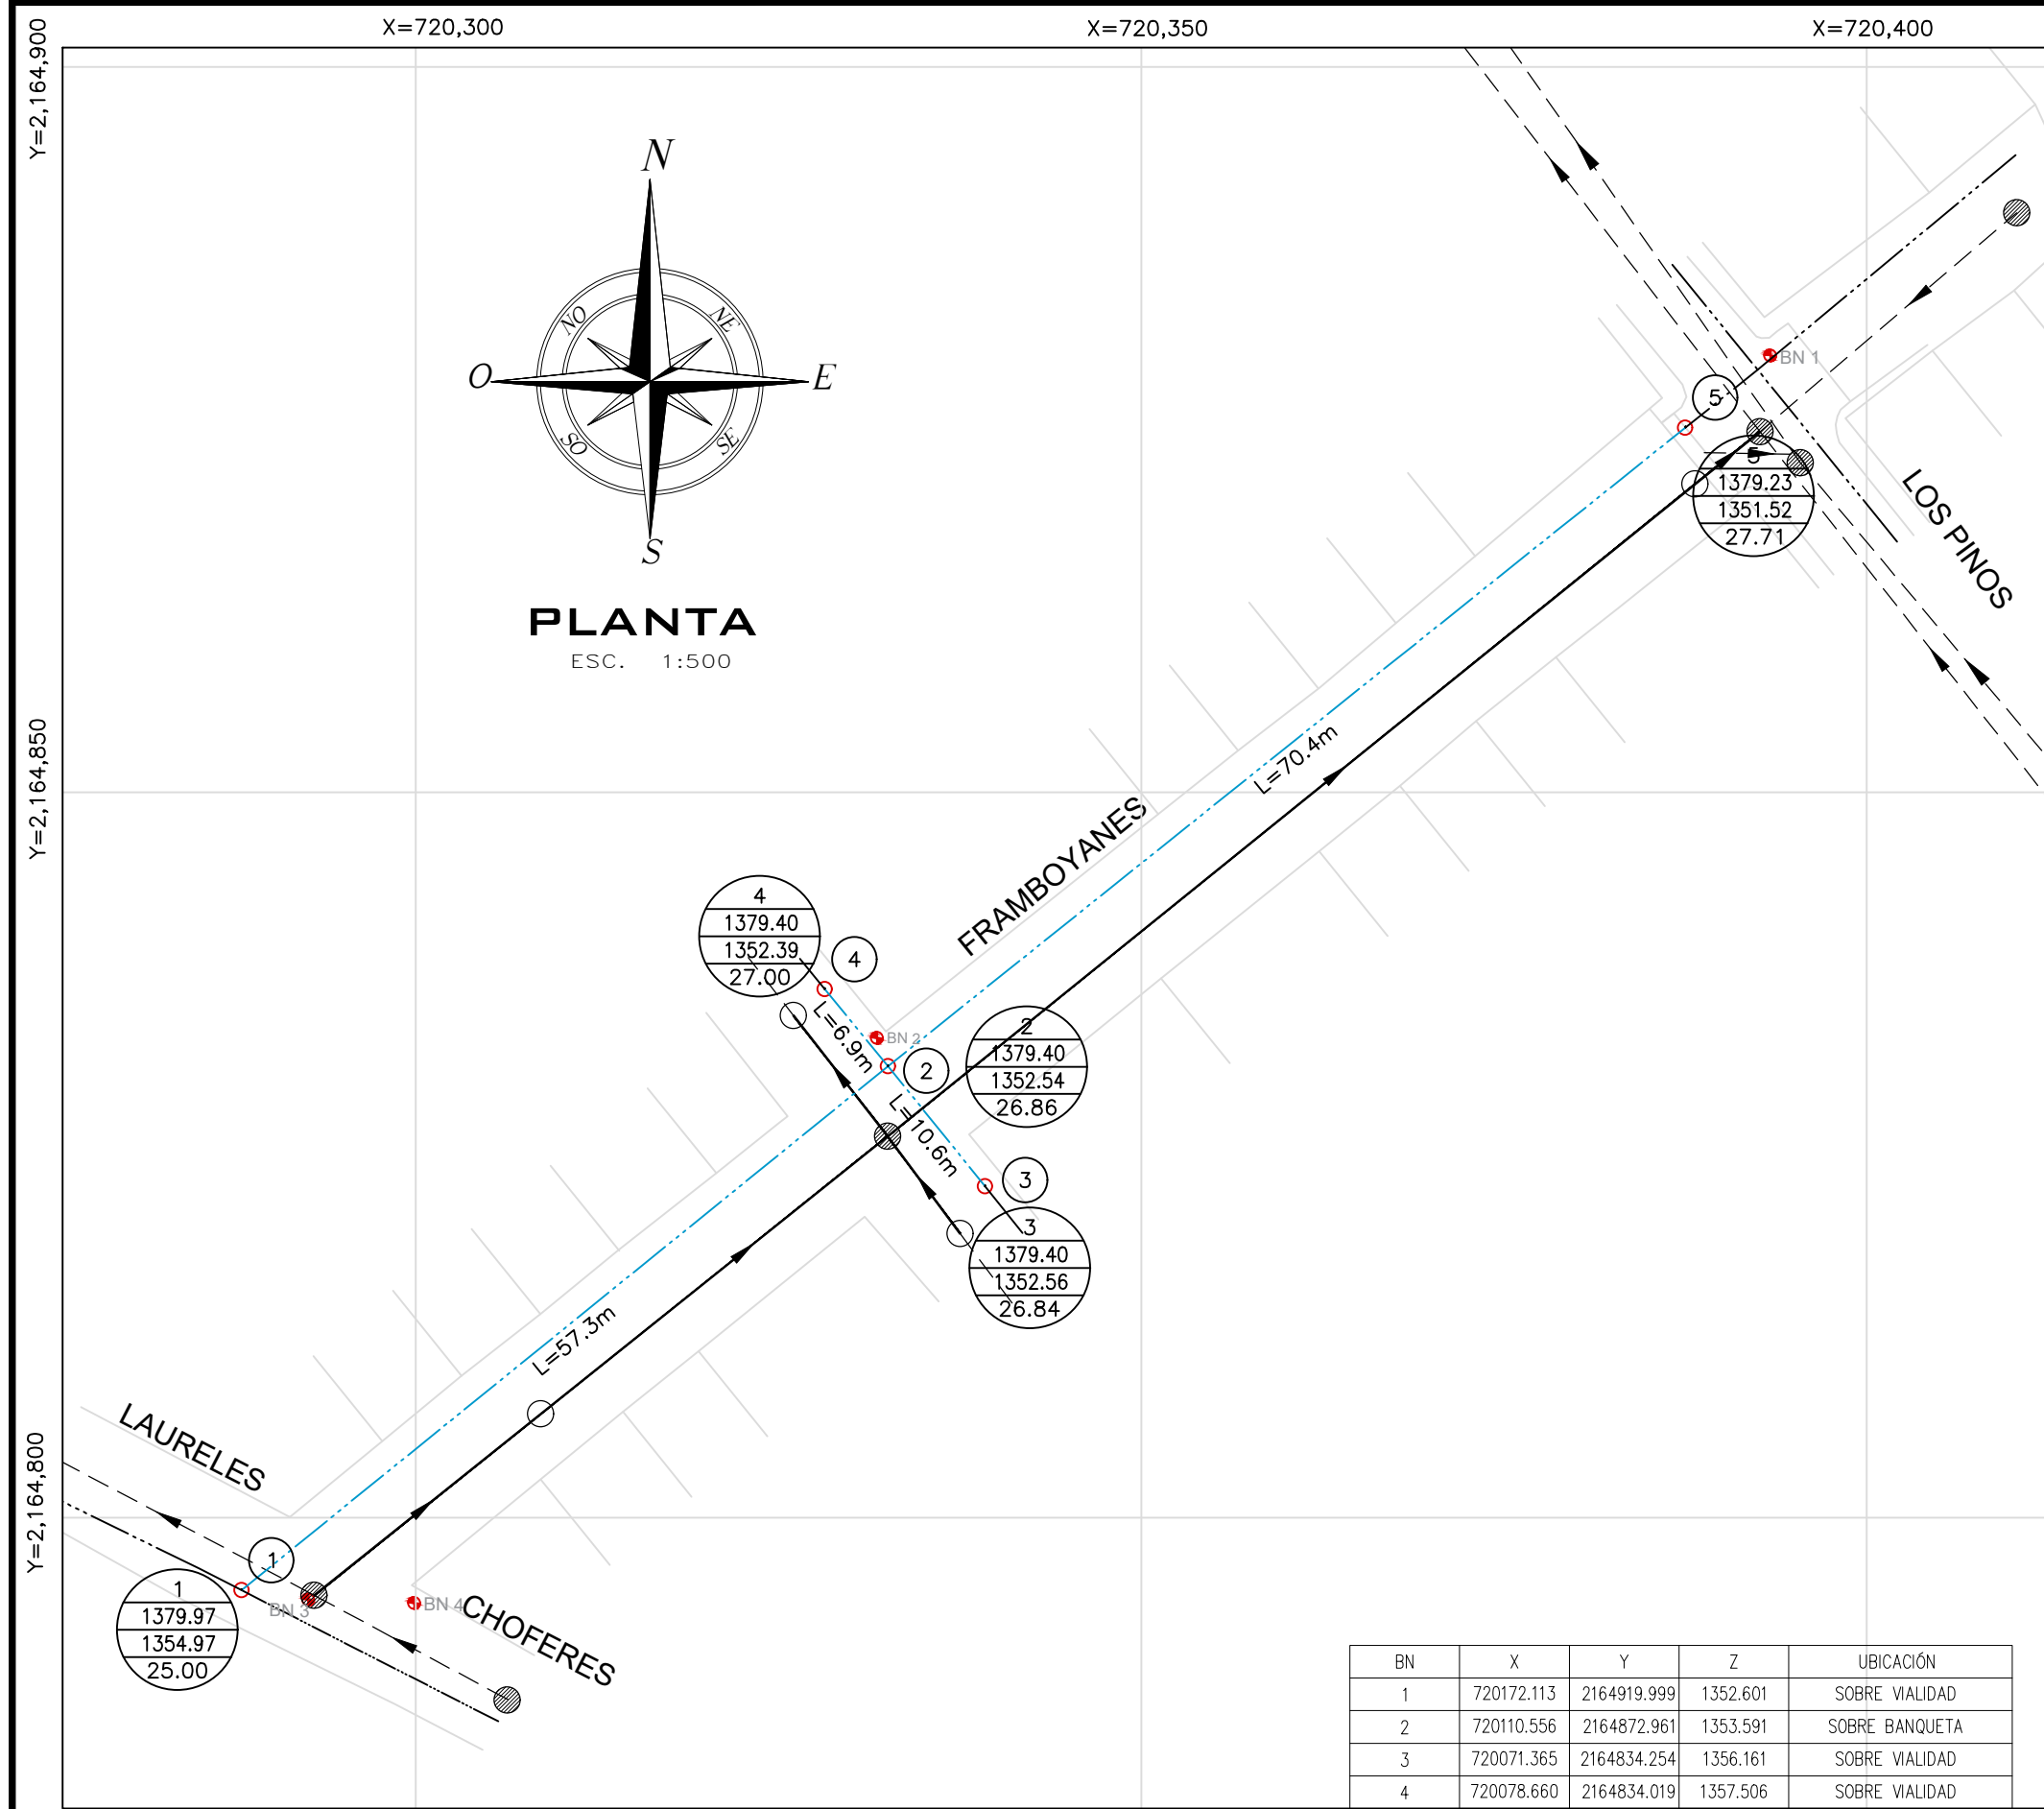 X=720,300
X=720,350
X=720,400
Y=2,164,900
Y=2,164,850
Y=2,164,800
N
NO
NE
O
E
SO
SE
S
PLANTA
ESC. 1:500
BN 1
5
5
1379.23
1351.52
27.71
LOS PINOS
L=70.4m
FRAMBOYANES
4
1379.40
1352.39
27.00
4
L=6.9m
BN 2
2
2
1379.40
1352.54
26.86
L=10.6m
3
3
1379.40
1352.56
26.84
L=57.3m
LAURELES
1
1
1379.97
1354.97
25.00
BN 3
BN 4
CHOFERES
BN X Y Z UBICACIÓN
1 720172.113 2164919.999 1352.601 SOBRE VIALIDAD
2 720110.556 2164872.961 1353.591 SOBRE BANQUETA
3 720071.365 2164834.254 1356.161 SOBRE VIALIDAD
4 720078.660 2164834.019 1357.506 SOBRE VIALIDAD